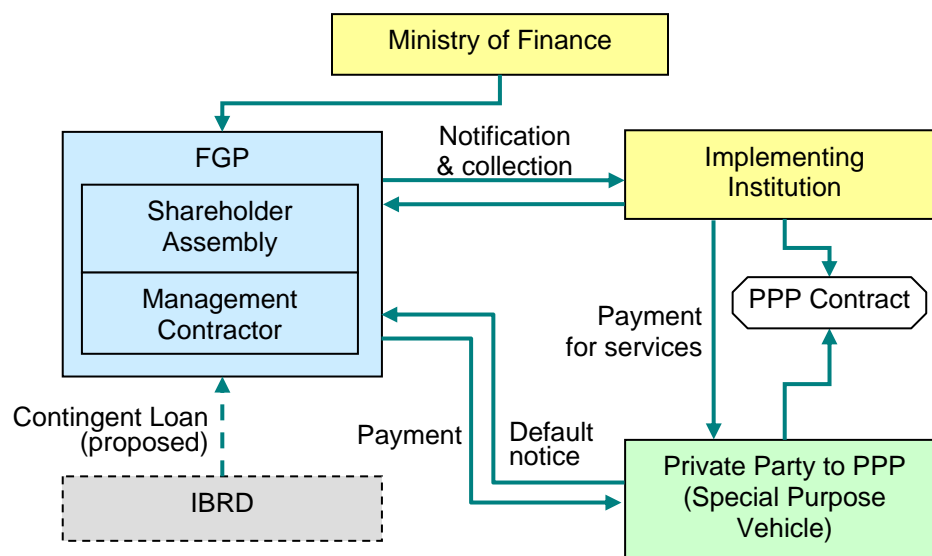 Ministry of Finance
FGP
Shareholder
Assembly
Management
Contractor
Notification
& collection
Implementing
Institution
PPP Contract
Payment
for services
Contingent Loan
(proposed)
Payment
Default
notice
IBRD
Private Party to PPP
(Special Purpose
Vehicle)